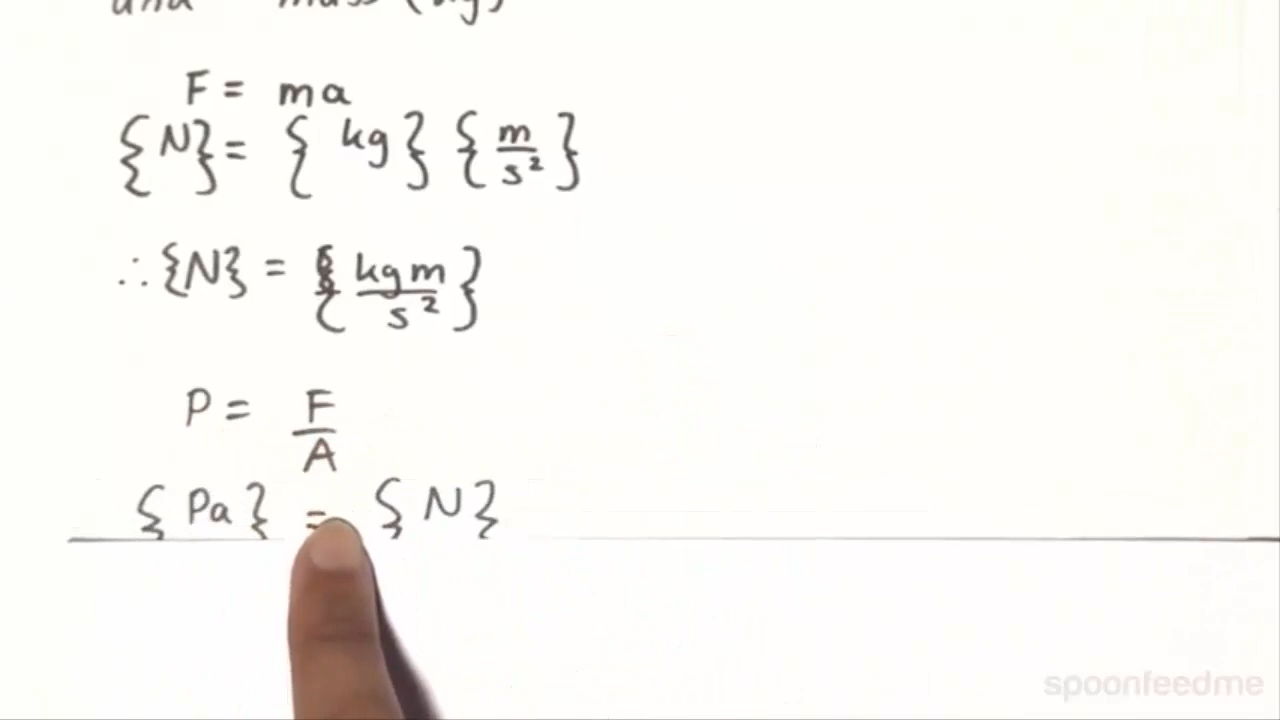 F = ma
{N} = {kg} {m/s²}
∴ {N} = {kgm/s²}
P = F/A
{Pa} = {N}
spoonfeedme